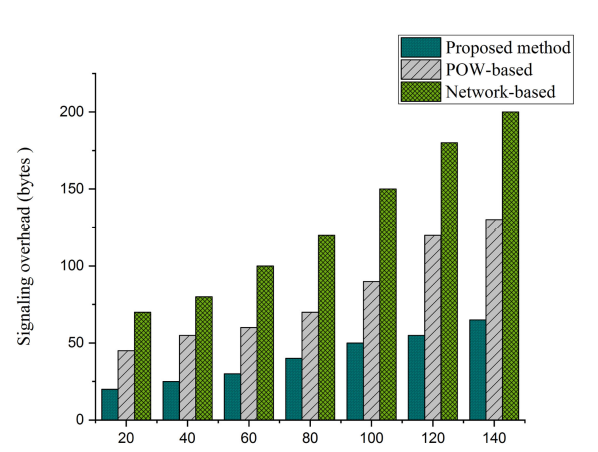 Proposed method
POW-based
Network-based
Signaling overhead (bytes )
200
150
100
50
0
20 40 60 80 100 120 140